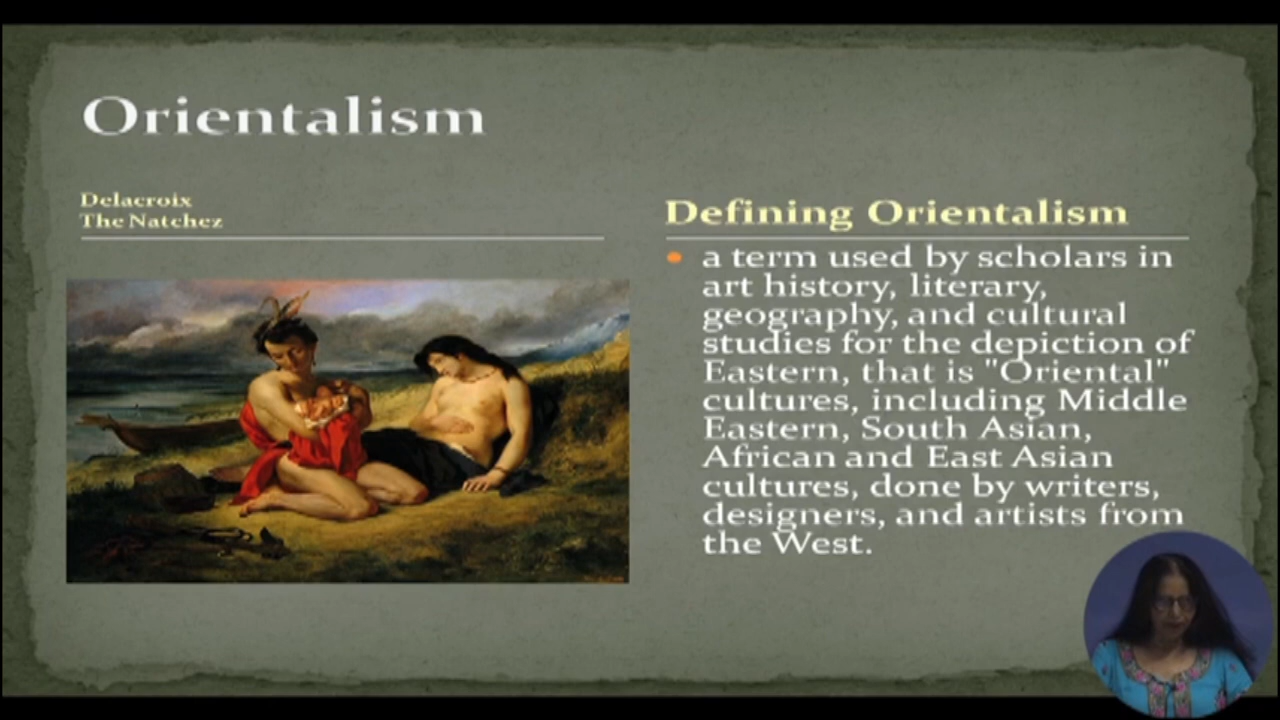 Orientalism
Delacroix
The Natchez
Defining Orientalism
a term used by scholars in
art history, literary,
geography, and cultural
studies for the depiction of
Eastern, that is "Oriental"
cultures, including Middle
Eastern, South Asian,
African and East Asian
cultures, done by writers,
designers, and artists from
the West.